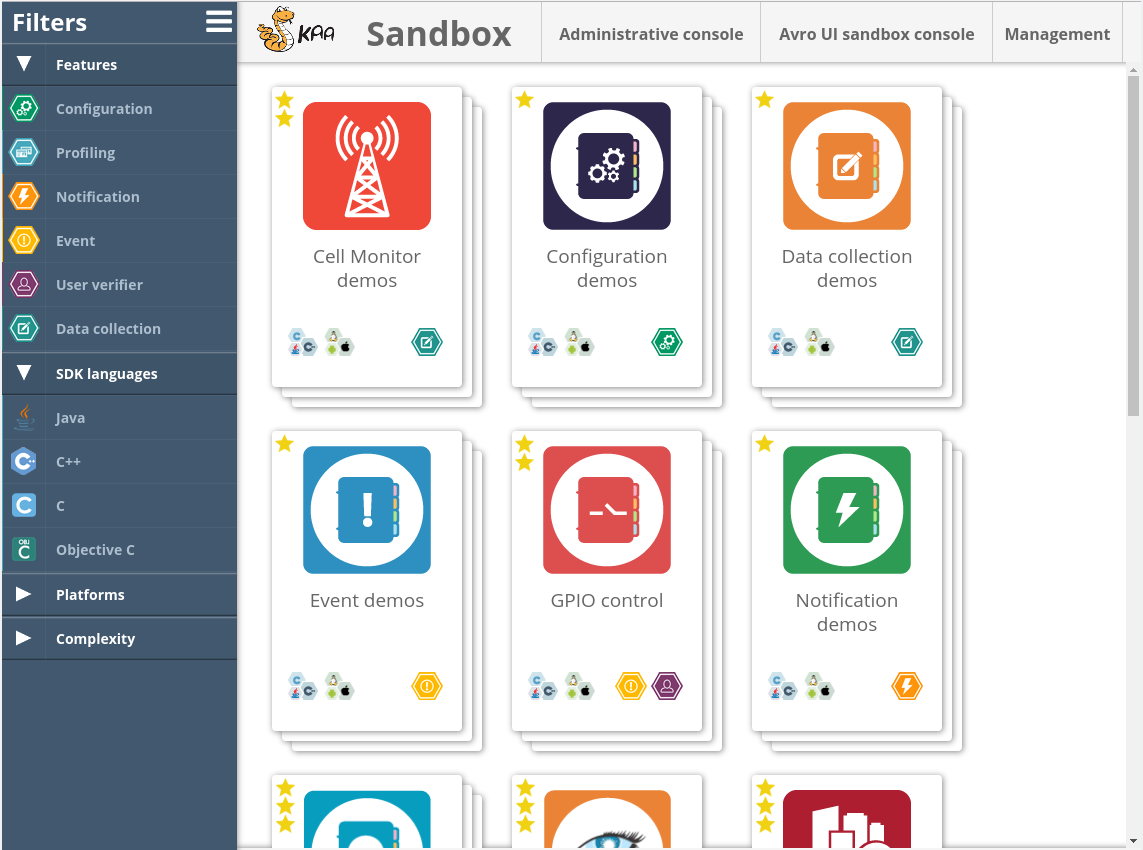 Filters
KAA
Sandbox
Administrative console
Avro UI sandbox console
Management
Features
Configuration
Profiling
Notification
Event
User verifier
Data collection
SDK languages
Java
C++
C
C
OBJ
C
Objective C
Platforms
Complexity
Cell Monitor
demos
Configuration
demos
Data collection
demos
Event demos
GPIO control
Notification
demos